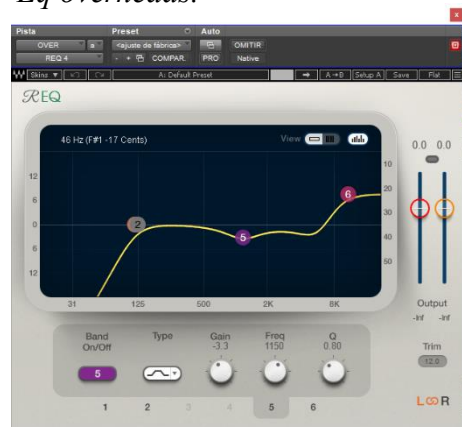 Eq overheads.
x
Pista Preset Auto
OVER a <ajuste de fábrica> OMITIR
REQ 4 - + COMPAR. PRO Native
Skins A: Default Preset A→B Setup A Save Flat
REQ
46 Hz (F#1 -17 Cents) View
0.0 0.0
12 6 0 6 12
10 20 30 40 50
2 5 6
31 125 500 2K 8K
Output
-Inf -Inf
Band On/Off Type Gain Freq Q
-3.3 1150 0.80
5
Trim
12.0
1 2 3 4 5 6
L R